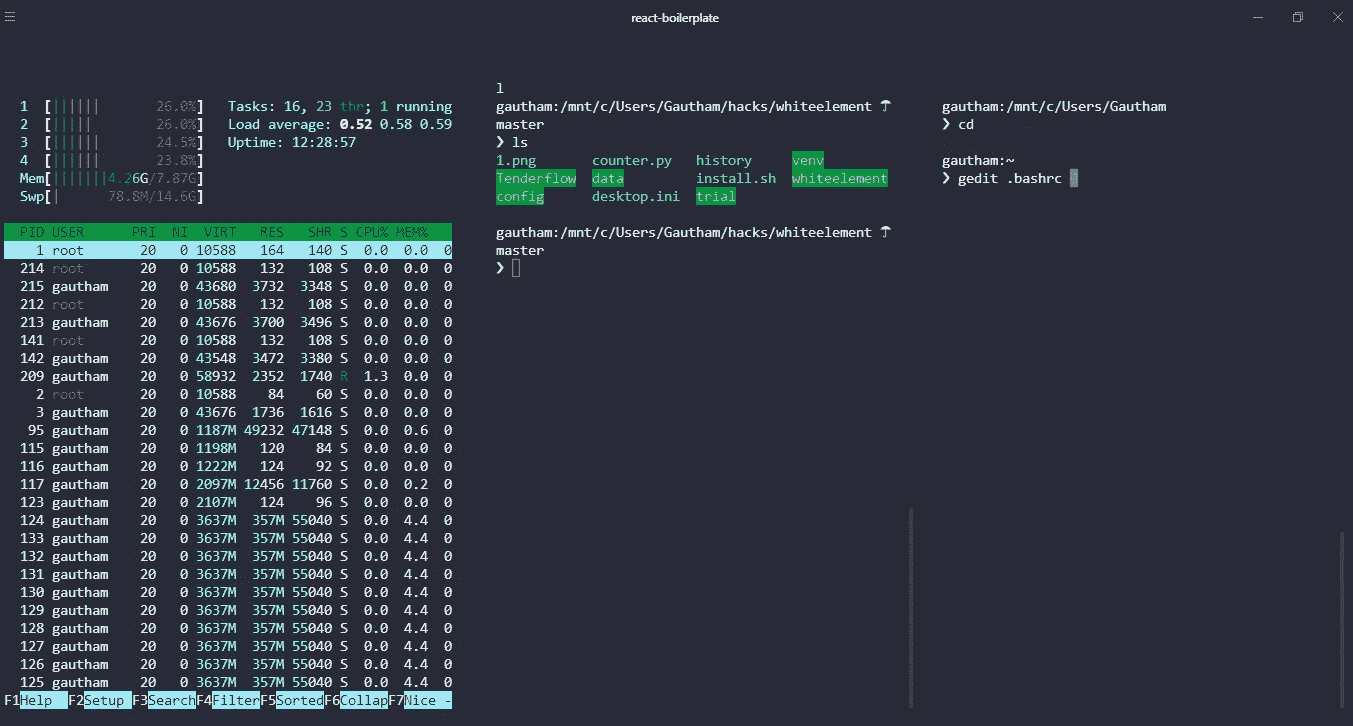 react-boilerplate
1 [|||||| 26.0%] Tasks: 16, 23 thr; 1 running
2 [||||| 26.0%] Load average: 0.52 0.58 0.59
3 [|||||| 24.5%] Uptime: 12:28:57
4 [|||||| 23.8%]
Mem[|||||||4.26G/7.87G]
Swp[| 78.8M/14.6G]
PID USER PRI NI VIRT RES SHR S CPU% MEM%
1 root 20 0 10588 164 140 S 0.0 0.0 0
214 root 20 0 10588 132 108 S 0.0 0.0 0
215 gautham 20 0 43680 3732 3348 S 0.0 0.0 0
212 root 20 0 10588 132 108 S 0.0 0.0 0
213 gautham 20 0 43676 3700 3496 S 0.0 0.0 0
141 root 20 0 10588 132 108 S 0.0 0.0 0
142 gautham 20 0 43548 3472 3380 S 0.0 0.0 0
209 gautham 20 0 58932 2352 1740 R 1.3 0.0 0
2 root 20 0 10588 84 60 S 0.0 0.0 0
3 gautham 20 0 43676 1736 1616 S 0.0 0.0 0
95 gautham 20 0 1187M 49232 47148 S 0.0 0.6 0
115 gautham 20 0 1198M 120 84 S 0.0 0.0 0
116 gautham 20 0 1222M 124 92 S 0.0 0.0 0
117 gautham 20 0 2097M 12456 11760 S 0.0 0.2 0
123 gautham 20 0 2107M 124 96 S 0.0 0.0 0
124 gautham 20 0 3637M 357M 55040 S 0.0 4.4 0
133 gautham 20 0 3637M 357M 55040 S 0.0 4.4 0
132 gautham 20 0 3637M 357M 55040 S 0.0 4.4 0
131 gautham 20 0 3637M 357M 55040 S 0.0 4.4 0
130 gautham 20 0 3637M 357M 55040 S 0.0 4.4 0
129 gautham 20 0 3637M 357M 55040 S 0.0 4.4 0
128 gautham 20 0 3637M 357M 55040 S 0.0 4.4 0
127 gautham 20 0 3637M 357M 55040 S 0.0 4.4 0
126 gautham 20 0 3637M 357M 55040 S 0.0 4.4 0
125 gautham 20 0 3637M 357M 55040 S 0.0 4.4 0
F1Help F2Setup F3SearchF4FilterF5SortedF6CollapF7Nice -
l
gautham:/mnt/c/Users/Gautham/hacks/whiteelement ☂
master
❯ ls
1.png counter.py history venv
Tenderflow data install.sh whiteelement
config desktop.ini trial
gautham:/mnt/c/Users/Gautham/hacks/whiteelement ☂
master
❯
gautham:/mnt/c/Users/Gautham
❯ cd
gautham:~
❯ gedit .bashrc